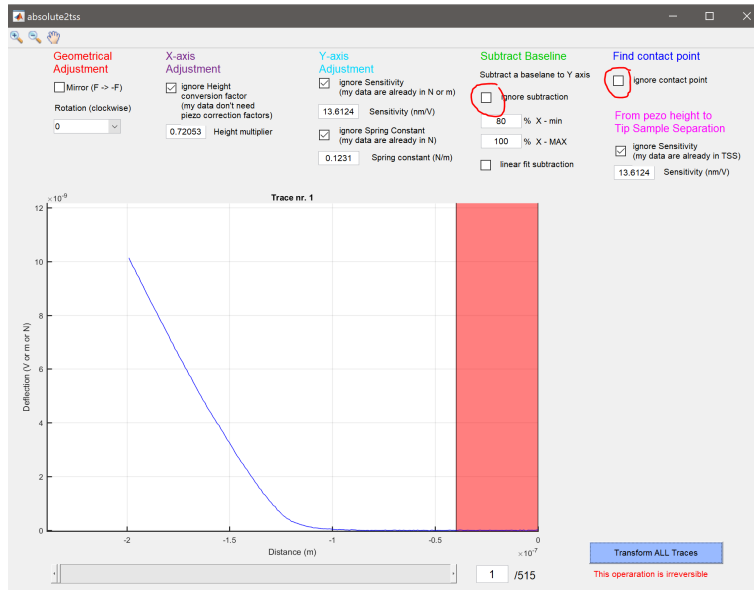 absolute2tss
Geometrical
Adjustment
Mirror (F -> -F)
Rotation (clockwise)
0
X-axis
Adjustment
ignore Height
conversion factor
(my data don't need
piezo correction factors)
0.72053 Height multiplier
Y-axis
Adjustment
ignore Sensitivity
(my data are already in N or m)
13.6124 Sensitivity (nm/V)
ignore Spring Constant
(my data are already in N)
0.1231 Spring constant (N/m)
Subtract Baseline
Subtract a baselane to Y axis
ignore subtraction
80 % X - min
100 % X - MAX
linear fit subtraction
Find contact point
ignore contact point
From pezo height to
Tip Sample Separation
ignore Sensitivity
(my data are already in TSS)
13.6124 Sensitivity (nm/V)
×10⁻⁹
Trace nr. 1
12
10
8
6
4
2
0
Deflection (V or m or N)
-2 -1.5 -1 -0.5 0
Distance (m)
×10⁻⁷
1 /515
Transform ALL Traces
This operaration is irreversible